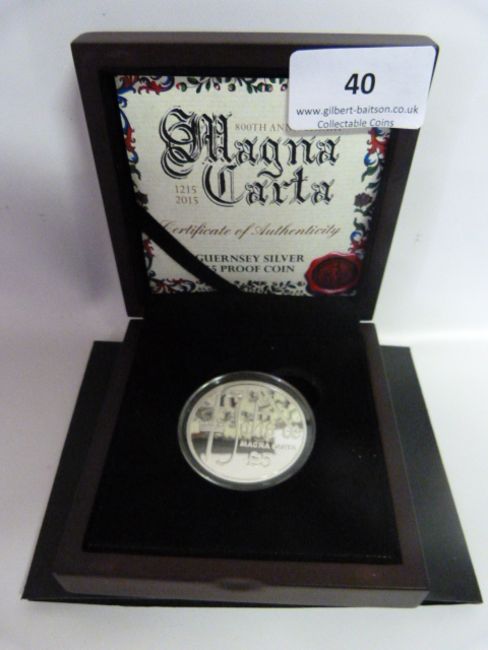 40
www.gilbert-baitson.co.uk
Collectable Coins
800TH
Magna
1215
2015
Carta
Certificate of Authenticity
GUERNSEY SILVER
5 PROOF COIN
MAGNA CARTA